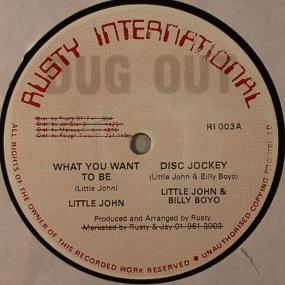 RUSTY INTERNATIONAL
DUG OUT
RI 003A
WHAT YOU WANT
TO BE
(Little John)
LITTLE JOHN
DISC JOCKEY
(Little John & Billy Boyo)
LITTLE JOHN &
BILLY BOYO
Produced and Arranged by Rusty
Marketed by Rusty & Jay 01-961-3003
ALL RIGHTS OF THE OWNER OF THIS RECORDED WORK RESERVED • UNAUTHORISED COPYING